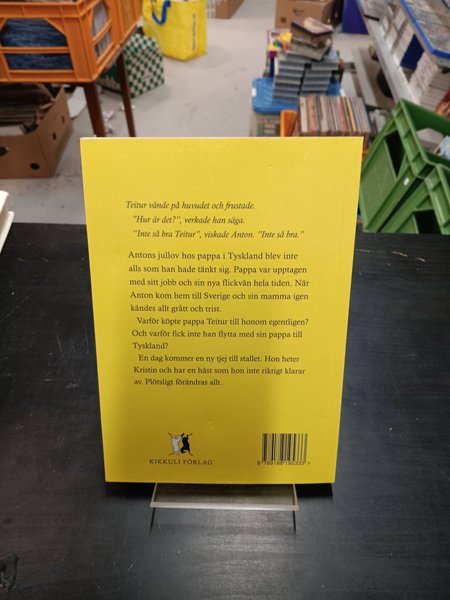 Teitur vände på huvudet och frustade.
"Hur är det?", verkade han säga.
"Inte så bra Teitur", viskade Anton. "Inte så bra."
Antons jullov hos pappa i Tyskland blev inte
alls som han hade tänkt sig. Pappa var upptagen
med sitt jobb och sin nya flickvän hela tiden. När
Anton kom hem till Sverige och sin mamma igen
kändes allt grått och trist.
Varför köpte pappa Teitur till honom egentligen?
Och varför fick inte han flytta med sin pappa till
Tyskland?
En dag kommer en ny tjej till stallet. Hon heter
Kristin och har en häst som hon inte riktigt klarar
av. Plötsligt förändras allt.
KIKKULI FÖRLAG
9 789188 195333 >